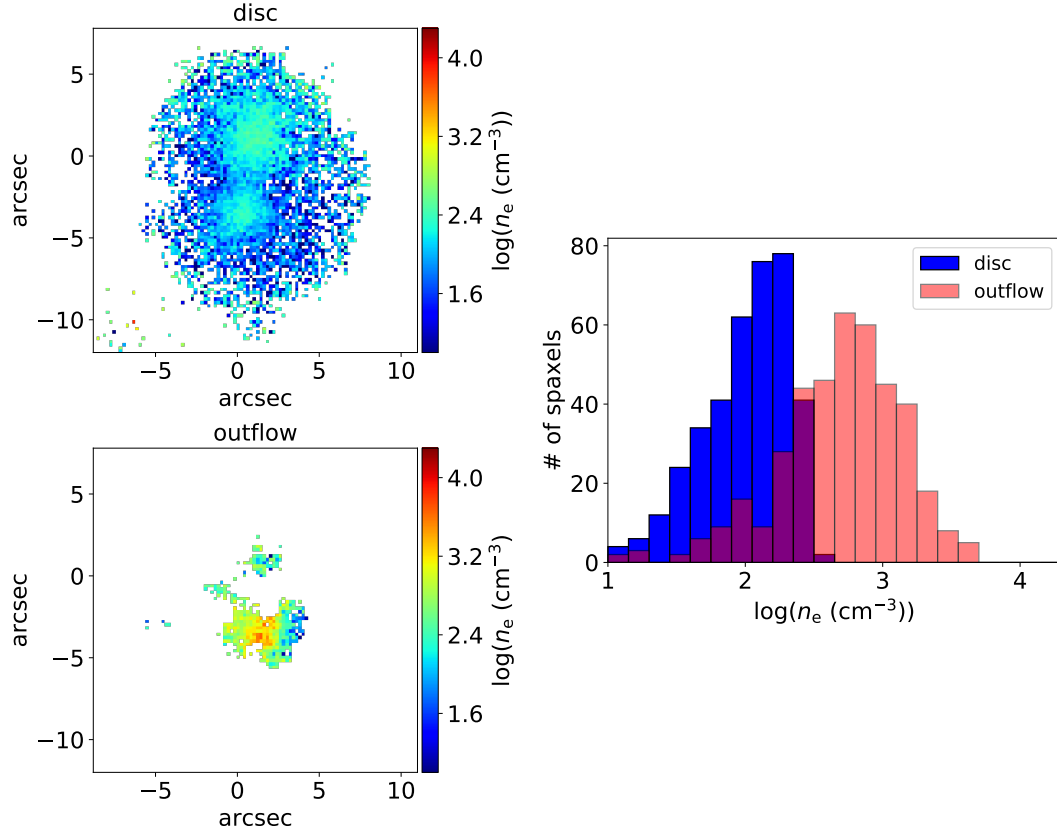 disc
5
0
−5
−10
arcsec
−5 0 5 10
arcsec
4.0
3.2
2.4
1.6
log(nₑ (cm⁻³))
outflow
5
0
−5
−10
arcsec
−5 0 5 10
arcsec
4.0
3.2
2.4
1.6
log(nₑ (cm⁻³)
80
60
40
20
0
# of spaxels
disc
outflow
1 2 3 4
log(nₑ (cm⁻³))